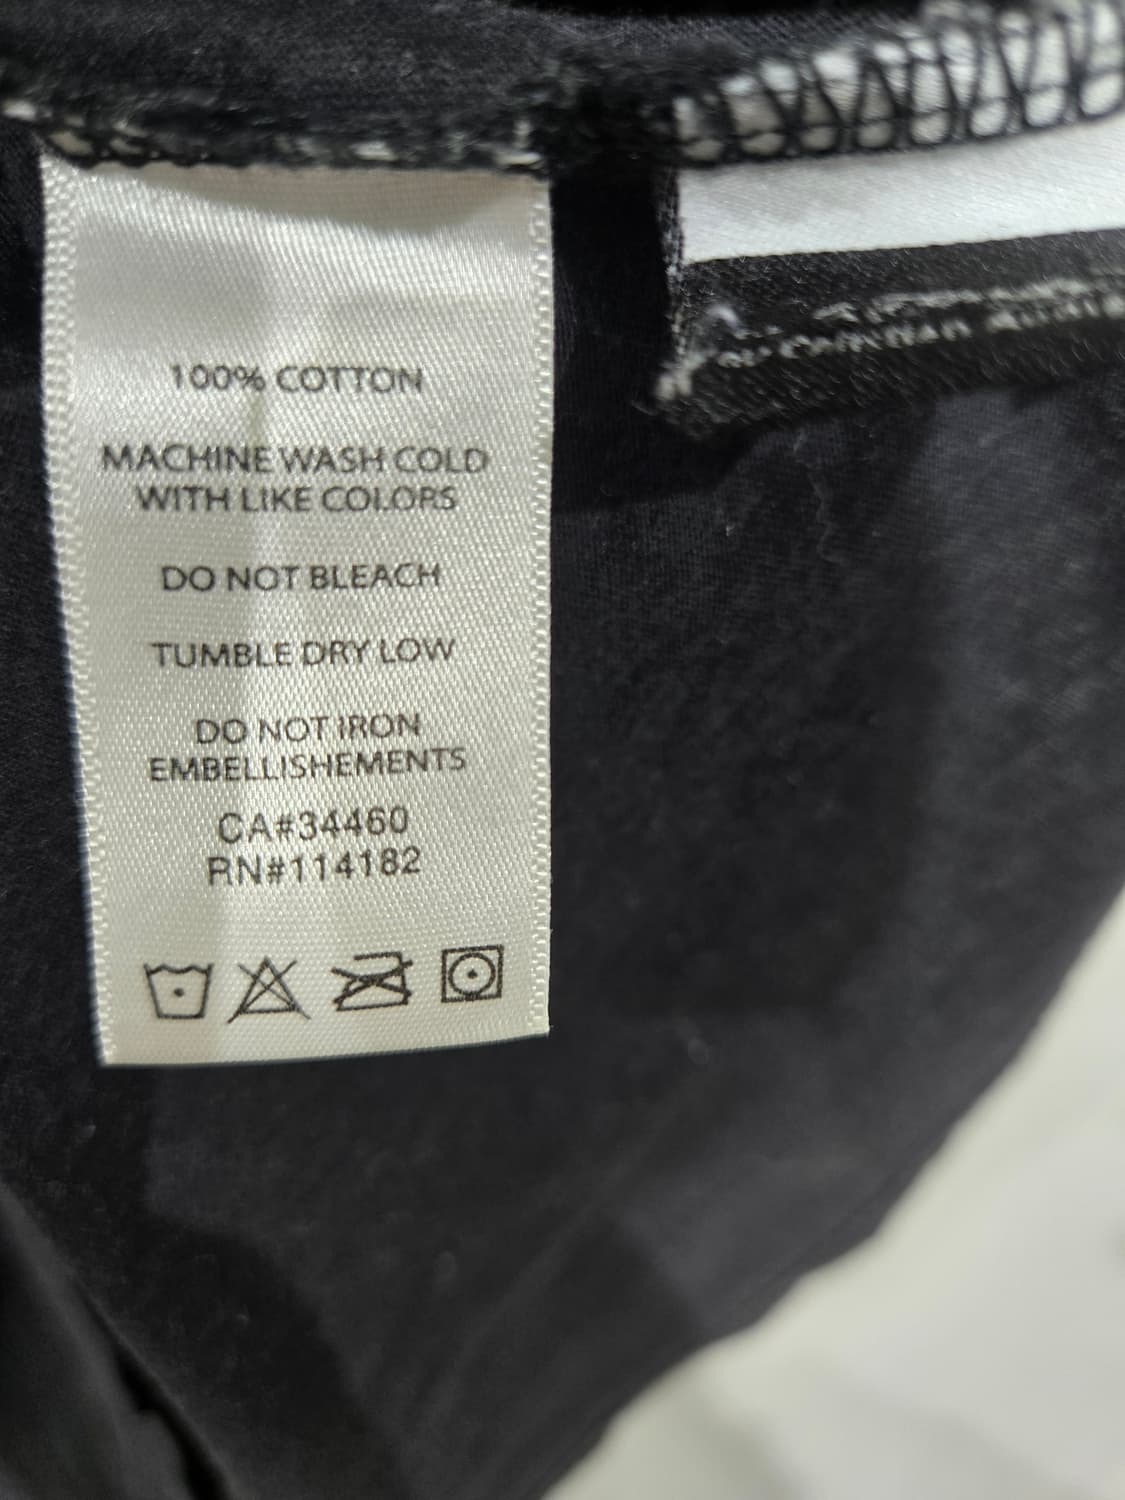 100% COTTON
MACHINE WASH COLD
WITH LIKE COLORS
DO NOT BLEACH
TUMBLE DRY LOW
DO NOT IRON
EMBELLISHEMENTS
CA#34460
RN#114182